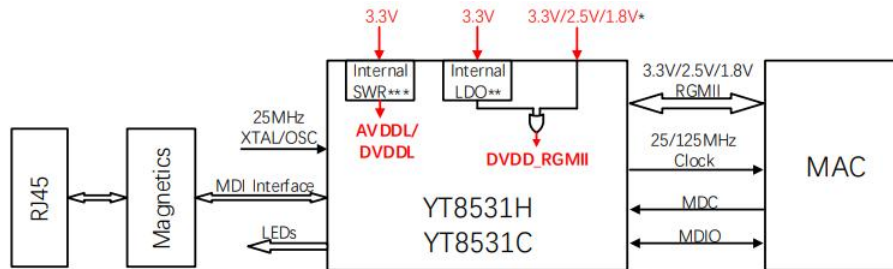 3.3V
3.3V
3.3V/2.5V/1.8V*
Internal
SWR***
Internal
LDO**
3.3V/2.5V/1.8V
RGMII
25MHz
XTAL/OSC
AVDDL/
DVDDL
DVDD_RGMII
25/125MHz
Clock
MAC
RJ45
Magnetics
MDI Interface
YT8531H
YT8531C
MDC
LEDs
MDIO